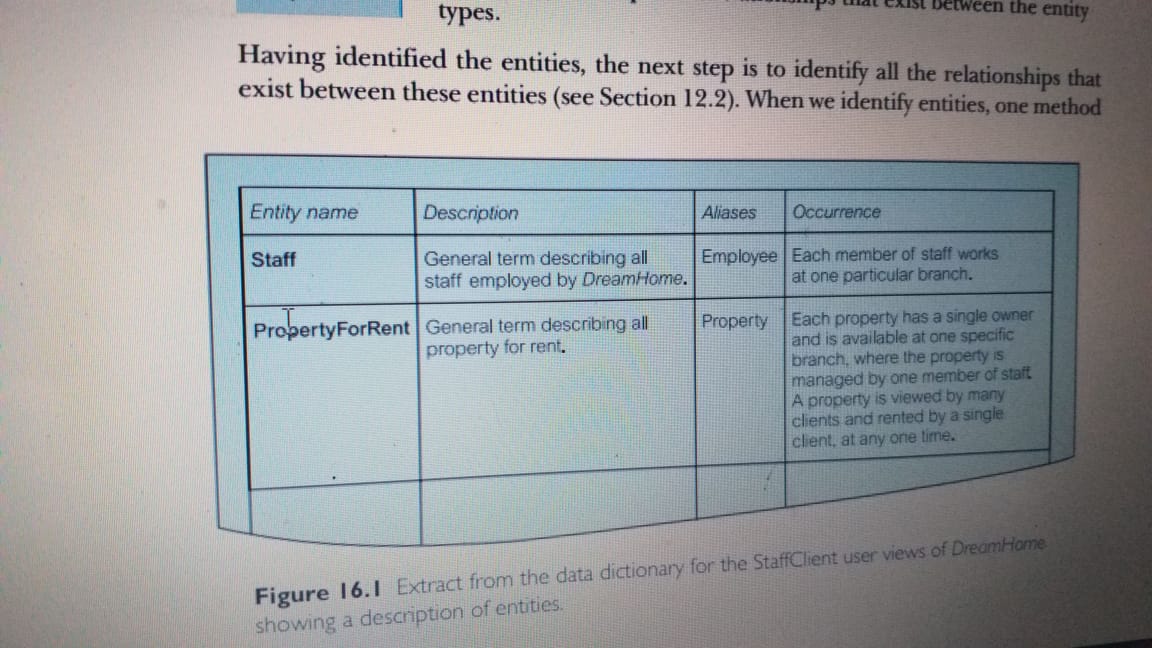 that exist between the entity
types.
Having identified the entities, the next step is to identify all the relationships that
exist between these entities (see Section 12.2). When we identify entities, one method
Entity name Description Aliases Occurrence
Staff
General term describing all
staff employed by DreamHome.
Employee
Each member of staff works
at one particular branch.
PropertyForRent
General term describing all
property for rent.
Property
Each property has a single owner
and is available at one specific
branch, where the property is
managed by one member of staff.
A property is viewed by many
clients and rented by a single
client, at any one time.
Figure 16.1 Extract from the data dictionary for the StaffClient user views of DreamHome
showing a description of entities.